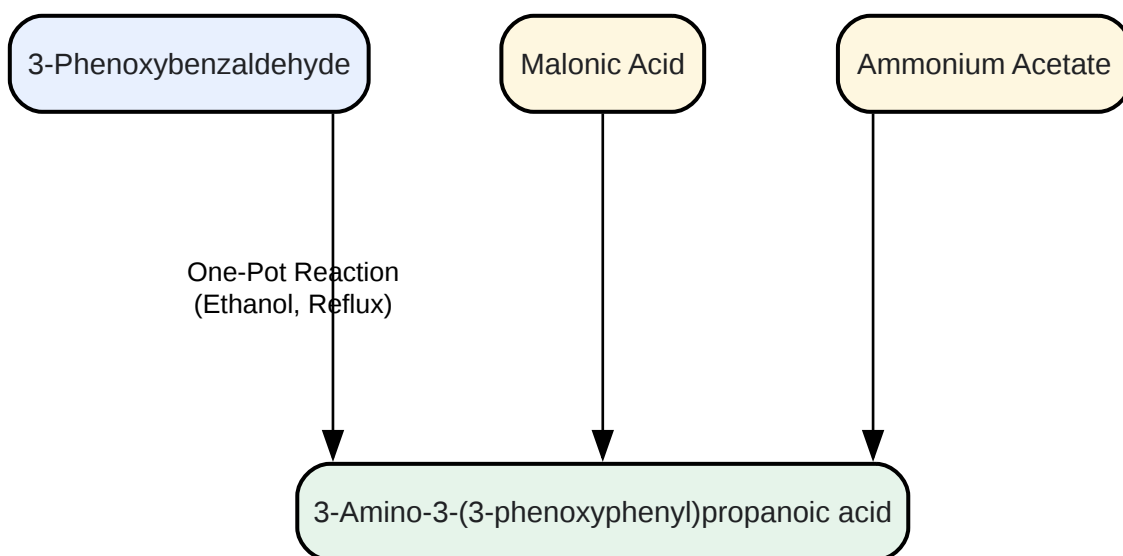 3-Phenoxybenzaldehyde
Malonic Acid
Ammonium Acetate
One-Pot Reaction
(Ethanol, Reflux)
3-Amino-3-(3-phenoxyphenyl)propanoic acid